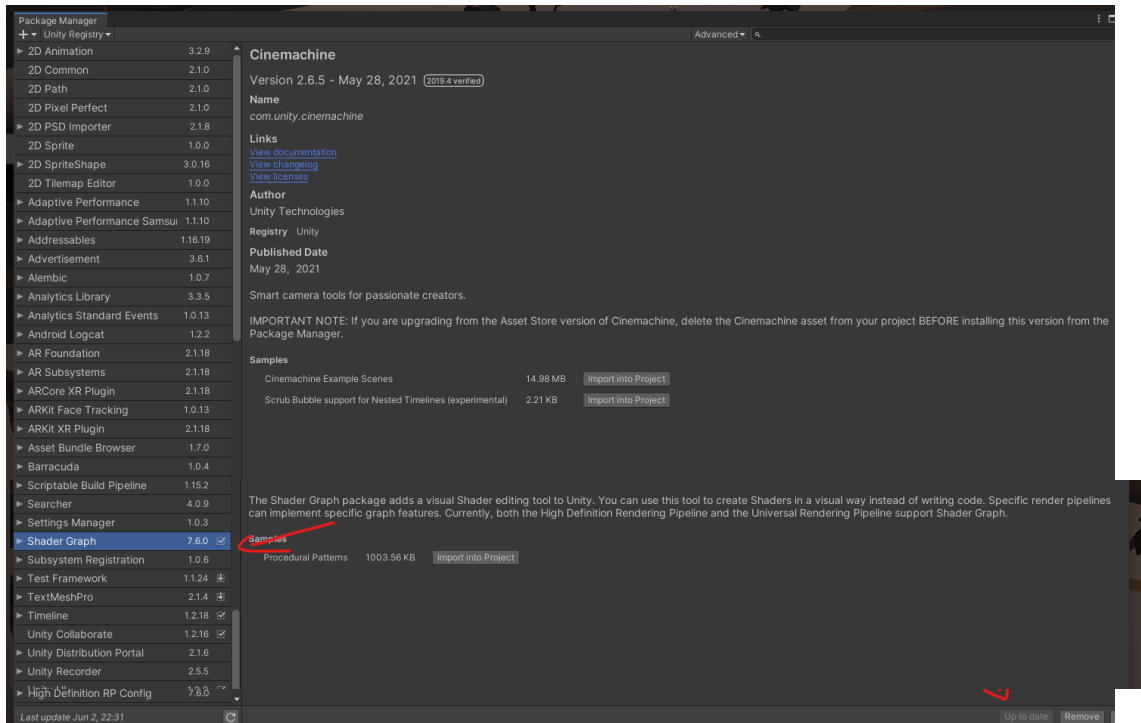 Package Manager
Unity Registry
Advanced
2D Animation 3.2.9
2D Common 2.1.0
2D Path 2.1.0
2D Pixel Perfect 2.1.0
2D PSD Importer 2.1.8
2D Sprite 1.0.0
2D SpriteShape 3.0.16
2D Tilemap Editor 1.0.0
Adaptive Performance 1.1.10
Adaptive Performance Samsu 1.1.10
Addressables 1.16.19
Advertisement 3.6.1
Alembic 1.0.7
Analytics Library 3.3.5
Analytics Standard Events 1.0.13
Android Logcat 1.2.2
AR Foundation 2.1.18
AR Subsystems 2.1.18
ARCore XR Plugin 2.1.18
ARKit Face Tracking 1.0.13
ARKit XR Plugin 2.1.18
Asset Bundle Browser 1.7.0
Barracuda 1.0.4
Scriptable Build Pipeline 1.15.2
Searcher 4.0.9
Settings Manager 1.0.3
Shader Graph 7.6.0
Subsystem Registration 1.0.6
Test Framework 1.1.24
TextMeshPro 2.1.4
Timeline 1.2.18
Unity Collaborate 1.2.16
Unity Distribution Portal 2.1.6
Unity Recorder 2.5.5
High Definition RP Config 7.6.0
Last update Jun 2, 22:31
Cinemachine
Version 2.6.5 - May 28, 2021 2019.4 verified
Name
com.unity.cinemachine
Links
View documentation
View changelog
View licenses
Author
Unity Technologies
Registry Unity
Published Date
May 28, 2021
Smart camera tools for passionate creators.
IMPORTANT NOTE: If you are upgrading from the Asset Store version of Cinemachine, delete the Cinemachine asset from your project BEFORE installing this version from the
Package Manager.
Samples
Cinemachine Example Scenes 14.98 MB Import into Project
Scrub Bubble support for Nested Timelines (experimental) 2.21 KB Import into Project
The Shader Graph package adds a visual Shader editing tool to Unity. You can use this tool to create Shaders in a visual way instead of writing code. Specific render pipelines
can implement specific graph features. Currently, both the High Definition Rendering Pipeline and the Universal Rendering Pipeline support Shader Graph.
Samples
Procedural Patterns 1003.56 KB Import into Project
Up to date Remove